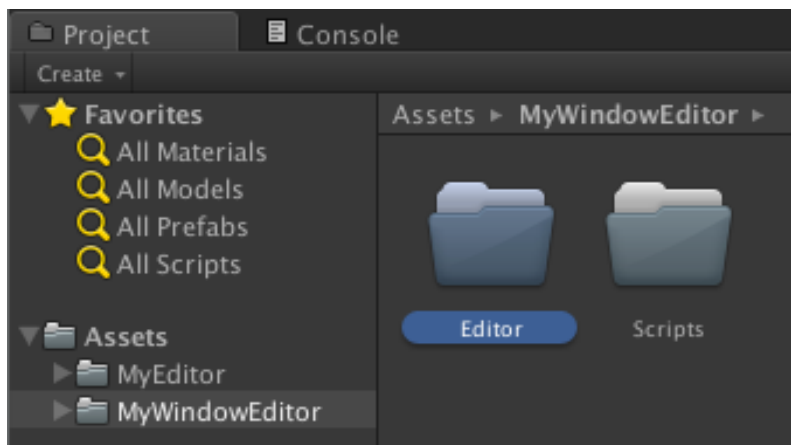 Project
Console
Create
Favorites
All Materials
All Models
All Prefabs
All Scripts
Assets
MyEditor
MyWindowEditor
Assets ▸ MyWindowEditor ▸
Editor
Scripts